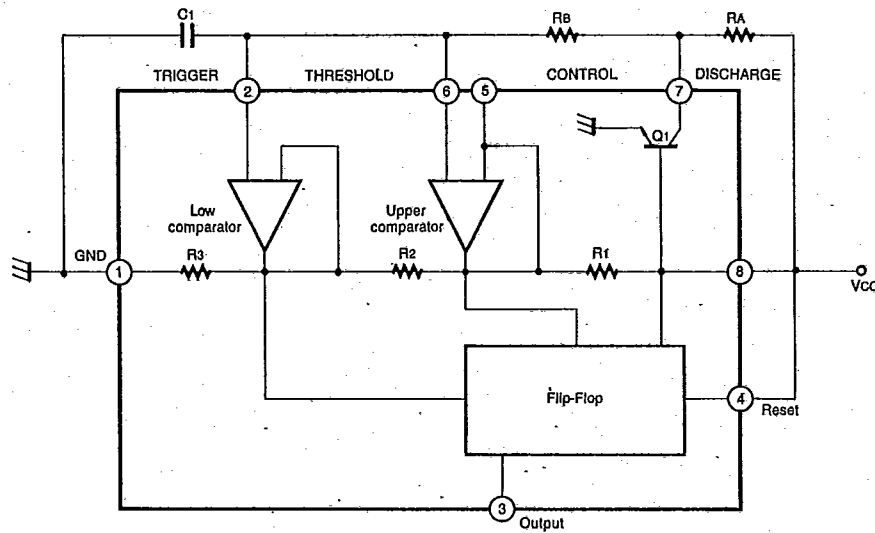 C1
RB
RA
TRIGGER
THRESHOLD
CONTROL
DISCHARGE
2
6
5
7
Q1
Low
comparator
Upper
comparator
GND
R3
R2
R1
1
8
VCC
Flip-Flop
4
Reset
3
Output